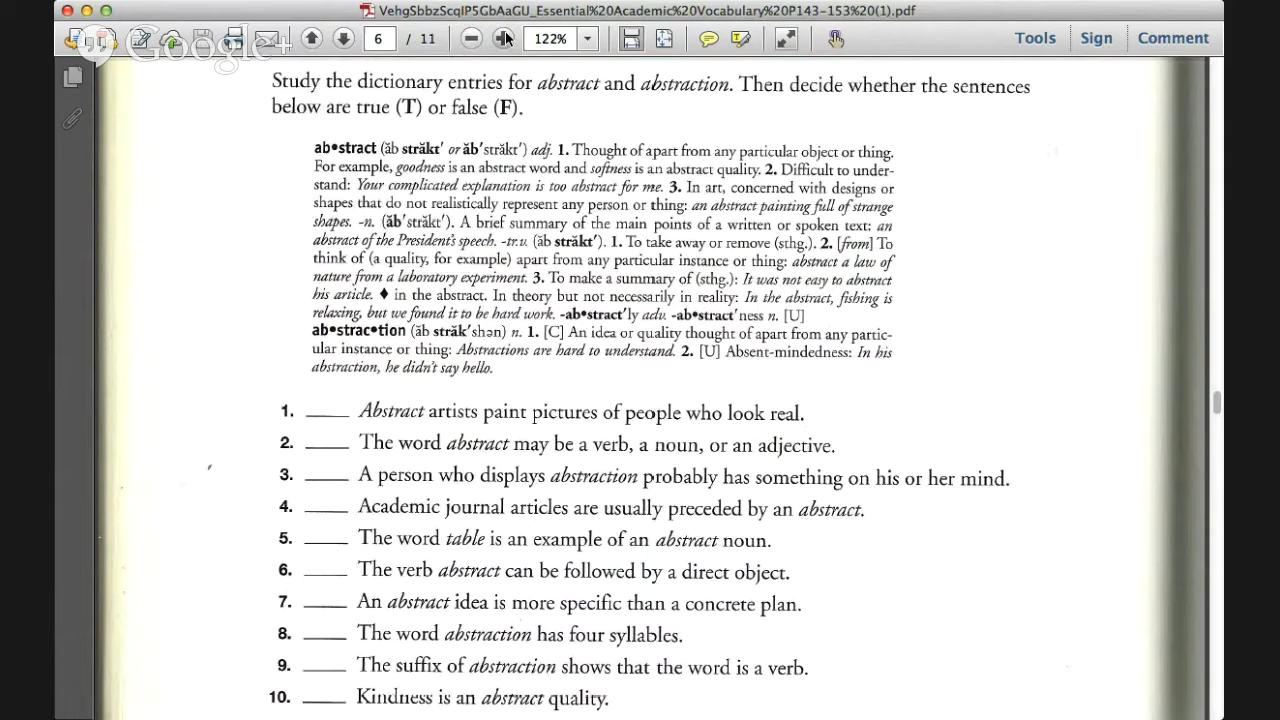 VehgSbbzScqIP5GbAaGU_Essential%20Academic%20Vocabulary%20P143-153%20(1).pdf
Google+
6 / 11
122%
Tools Sign Comment
Study the dictionary entries for abstract and abstraction. Then decide whether the sentences
below are true (T) or false (F).
ab•stract (ăb străkt′ or ăb′străkt′) adj. 1. Thought of apart from any particular object or thing.
For example, goodness is an abstract word and softness is an abstract quality. 2. Difficult to under-
stand: Your complicated explanation is too abstract for me. 3. In art, concerned with designs or
shapes that do not realistically represent any person or thing: an abstract painting full of strange
shapes. -n. (ăb′străkt′). A brief summary of the main points of a written or spoken text: an
abstract of the President's speech. -tr.v. (ăb străkt′). 1. To take away or remove (sthg.). 2. [from] To
think of (a quality, for example) apart from any particular instance or thing: abstract a law of
nature from a laboratory experiment. 3. To make a summary of (sthg.): It was not easy to abstract
his article. ♦ in the abstract. In theory but not necessarily in reality: In the abstract, fishing is
relaxing, but we found it to be hard work. -ab•stract′ly adv. -ab•stract′ness n. [U]
ab•strac•tion (ăb străk′shən) n. 1. [C] An idea or quality thought of apart from any partic-
ular instance or thing: Abstractions are hard to understand. 2. [U] Absent-mindedness: In his
abstraction, he didn't say hello.
1. ____ Abstract artists paint pictures of people who look real.
2. ____ The word abstract may be a verb, a noun, or an adjective.
3. ____ A person who displays abstraction probably has something on his or her mind.
4. ____ Academic journal articles are usually preceded by an abstract.
5. ____ The word table is an example of an abstract noun.
6. ____ The verb abstract can be followed by a direct object.
7. ____ An abstract idea is more specific than a concrete plan.
8. ____ The word abstraction has four syllables.
9. ____ The suffix of abstraction shows that the word is a verb.
10. ____ Kindness is an abstract quality.